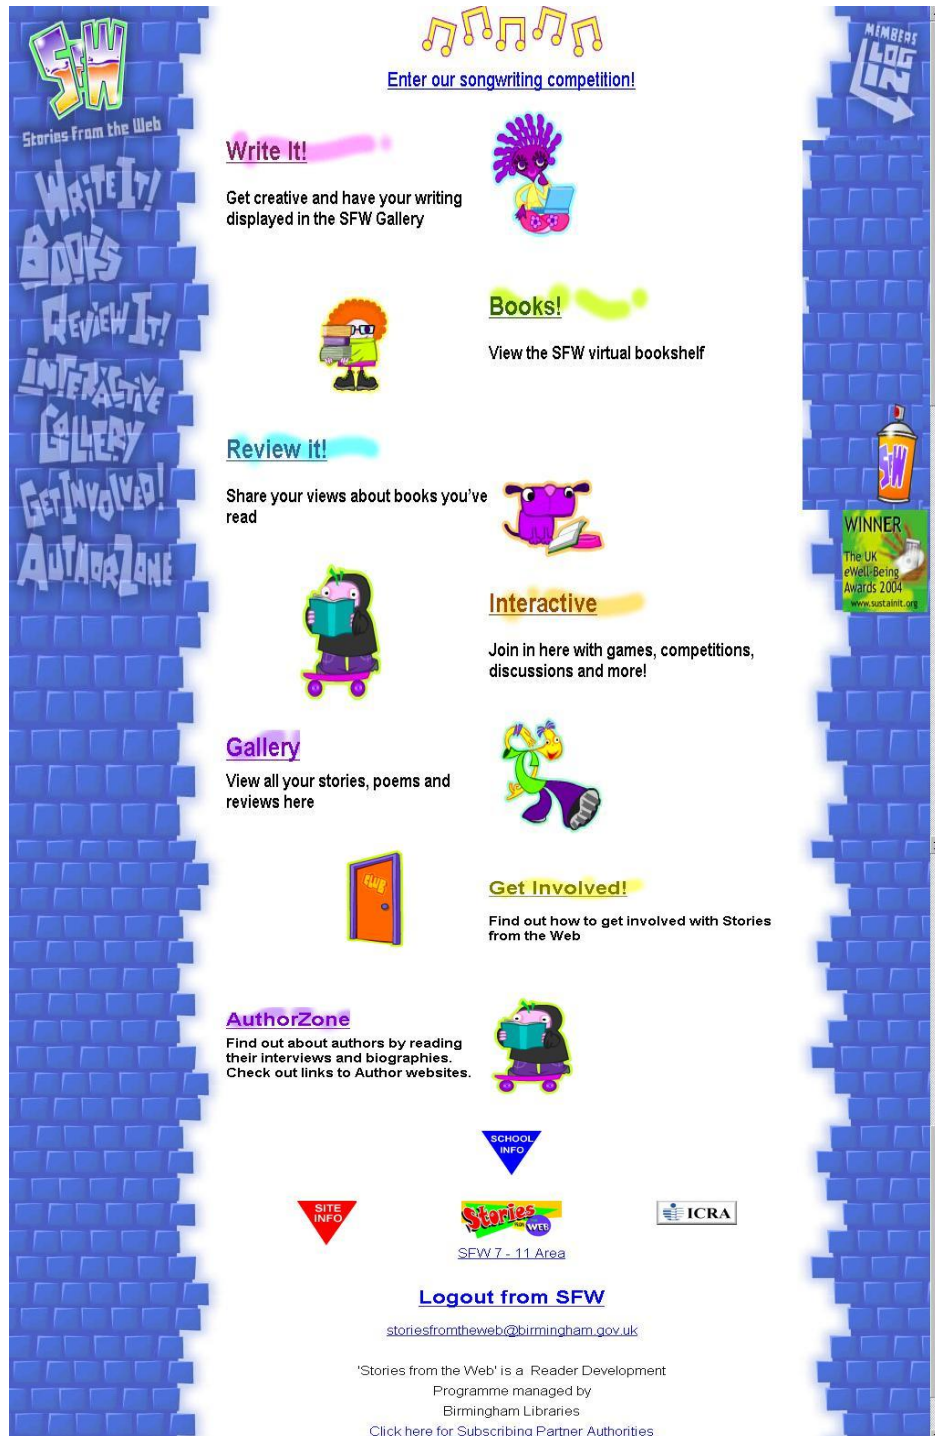 SFW
Stories From the Web
MEMBERS
LOG
IN
Enter our songwriting competition!
Write It!
Get creative and have your writing
displayed in the SFW Gallery
WRITE IT!
BOOKS
REVIEW IT!
INTERACTIVE
GALLERY
GET INVOLVED!
AUTHORZONE
Books!
View the SFW virtual bookshelf
Review it!
Share your views about books you've
read
SFW
WINNER
The UK
eWell-Being
Awards 2004
www.sustainit.org
Interactive
Join in here with games, competitions,
discussions and more!
Gallery
View all your stories, poems and
reviews here
CLUB
Get Involved!
Find out how to get involved with Stories
from the Web
AuthorZone
Find out about authors by reading
their interviews and biographies.
Check out links to Author websites.
SCHOOL
INFO
SITE
INFO
Stories
FROM THE
WEB
ICRA
SFW 7 - 11 Area
Logout from SFW
storiesfromtheweb@birmingham.gov.uk
'Stories from the Web' is a Reader Development
Programme managed by
Birmingham Libraries
Click here for Subscribing Partner Authorities